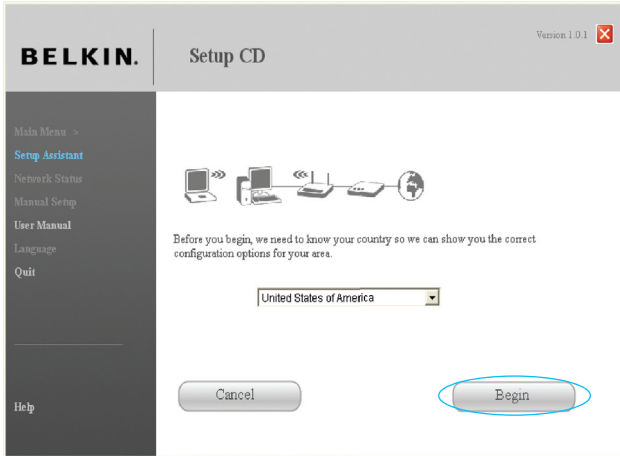 BELKIN.
Setup CD
Version 1.0.1
Main Menu >
Setup Assistant
Network Status
Manual Setup
User Manual
Language
Quit
Help
Before you begin, we need to know your country so we can show you the correct
configuration options for your area.
United States of America
Cancel
Begin